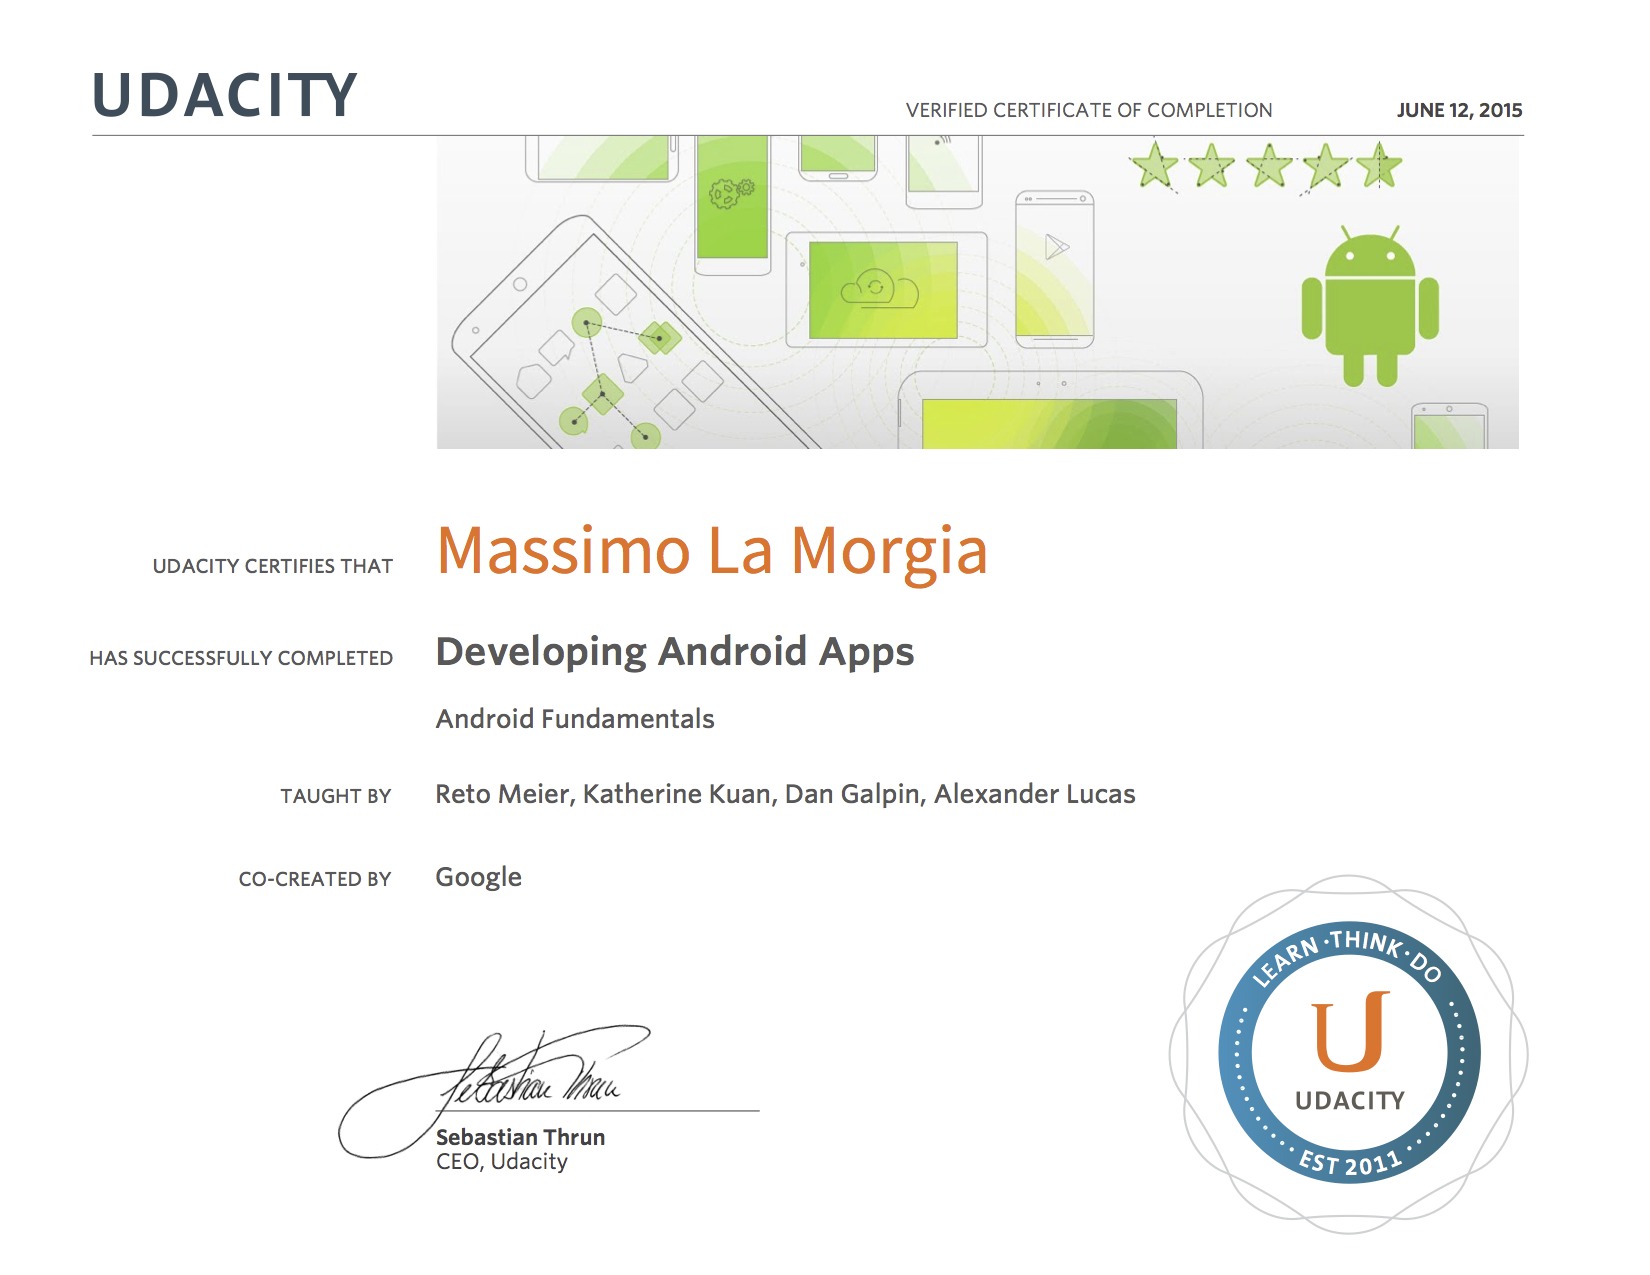 UDACITY
VERIFIED CERTIFICATE OF COMPLETION JUNE 12, 2015
UDACITY CERTIFIES THAT Massimo La Morgia
HAS SUCCESSFULLY COMPLETED Developing Android Apps
Android Fundamentals
TAUGHT BY Reto Meier, Katherine Kuan, Dan Galpin, Alexander Lucas
CO-CREATED BY Google
Sebastian Thrun
Sebastian Thrun
CEO, Udacity
LEARN · THINK · DO
U
UDACITY
EST 2011